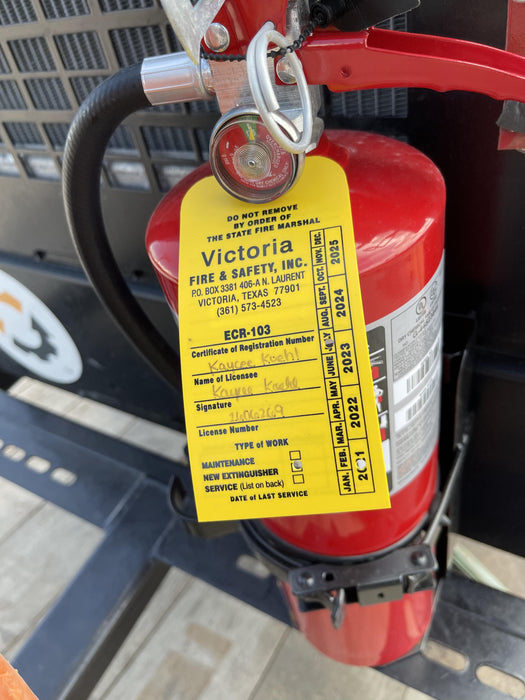 DO NOT REMOVE
BY ORDER OF
THE STATE FIRE MARSHAL
Victoria
FIRE & SAFETY, INC.
P.O. BOX 3381 406-A N. LAURENT
VICTORIA, TEXAS 77901
(361) 573-4523
ECR-103
Certificate of Registration Number
Name of Licensee
Signature
License Number
TYPE of WORK
MAINTENANCE
NEW EXTINGUISHER
SERVICE (List on back)
DATE of LAST SERVICE
JAN. FEB. MAR. APR. MAY JUNE JULY AUG. SEPT. OCT. NOV. DEC.
2021 2022 2023 2024 2025